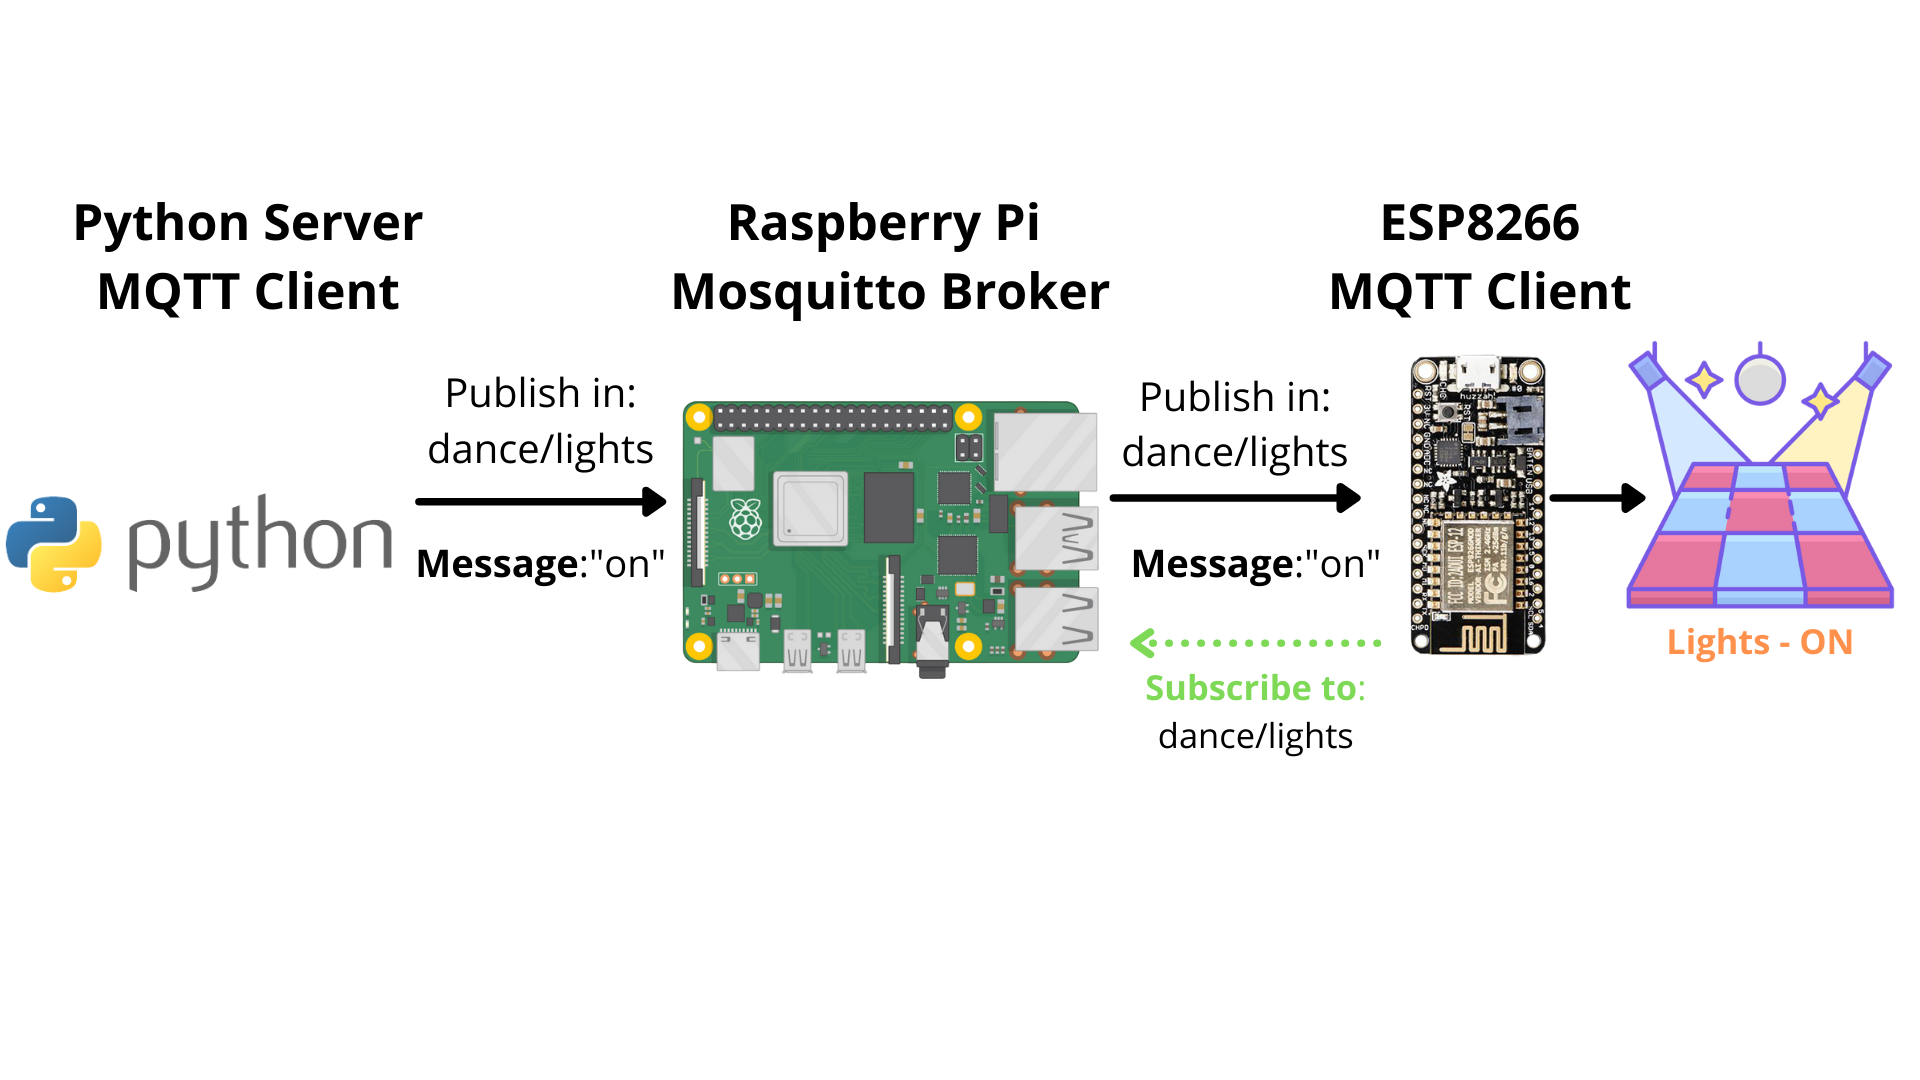 Python Server
MQTT Client
Raspberry Pi
Mosquitto Broker
ESP8266
MQTT Client
Publish in:
dance/lights
Message:"on"
python
Publish in:
dance/lights
Message:"on"
Subscribe to:
dance/lights
huzzah!
Lights - ON